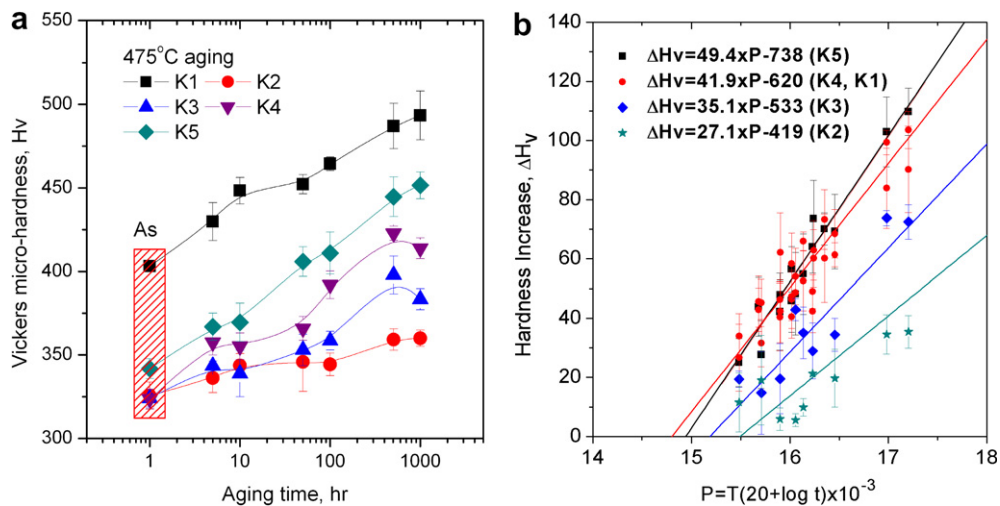 a
550
500
450
400
350
300
Vickers micro-hardness, Hv
475°C aging
K1 K2
K3 K4
K5
As
1 10 100 1000
Aging time, hr
b
140
120
100
80
60
40
20
0
Hardness Increase, ΔHV
ΔHv=49.4xP-738 (K5)
ΔHv=41.9xP-620 (K4, K1)
ΔHv=35.1xP-533 (K3)
ΔHv=27.1xP-419 (K2)
14 15 16 17 18
P=T(20+log t)x10⁻³